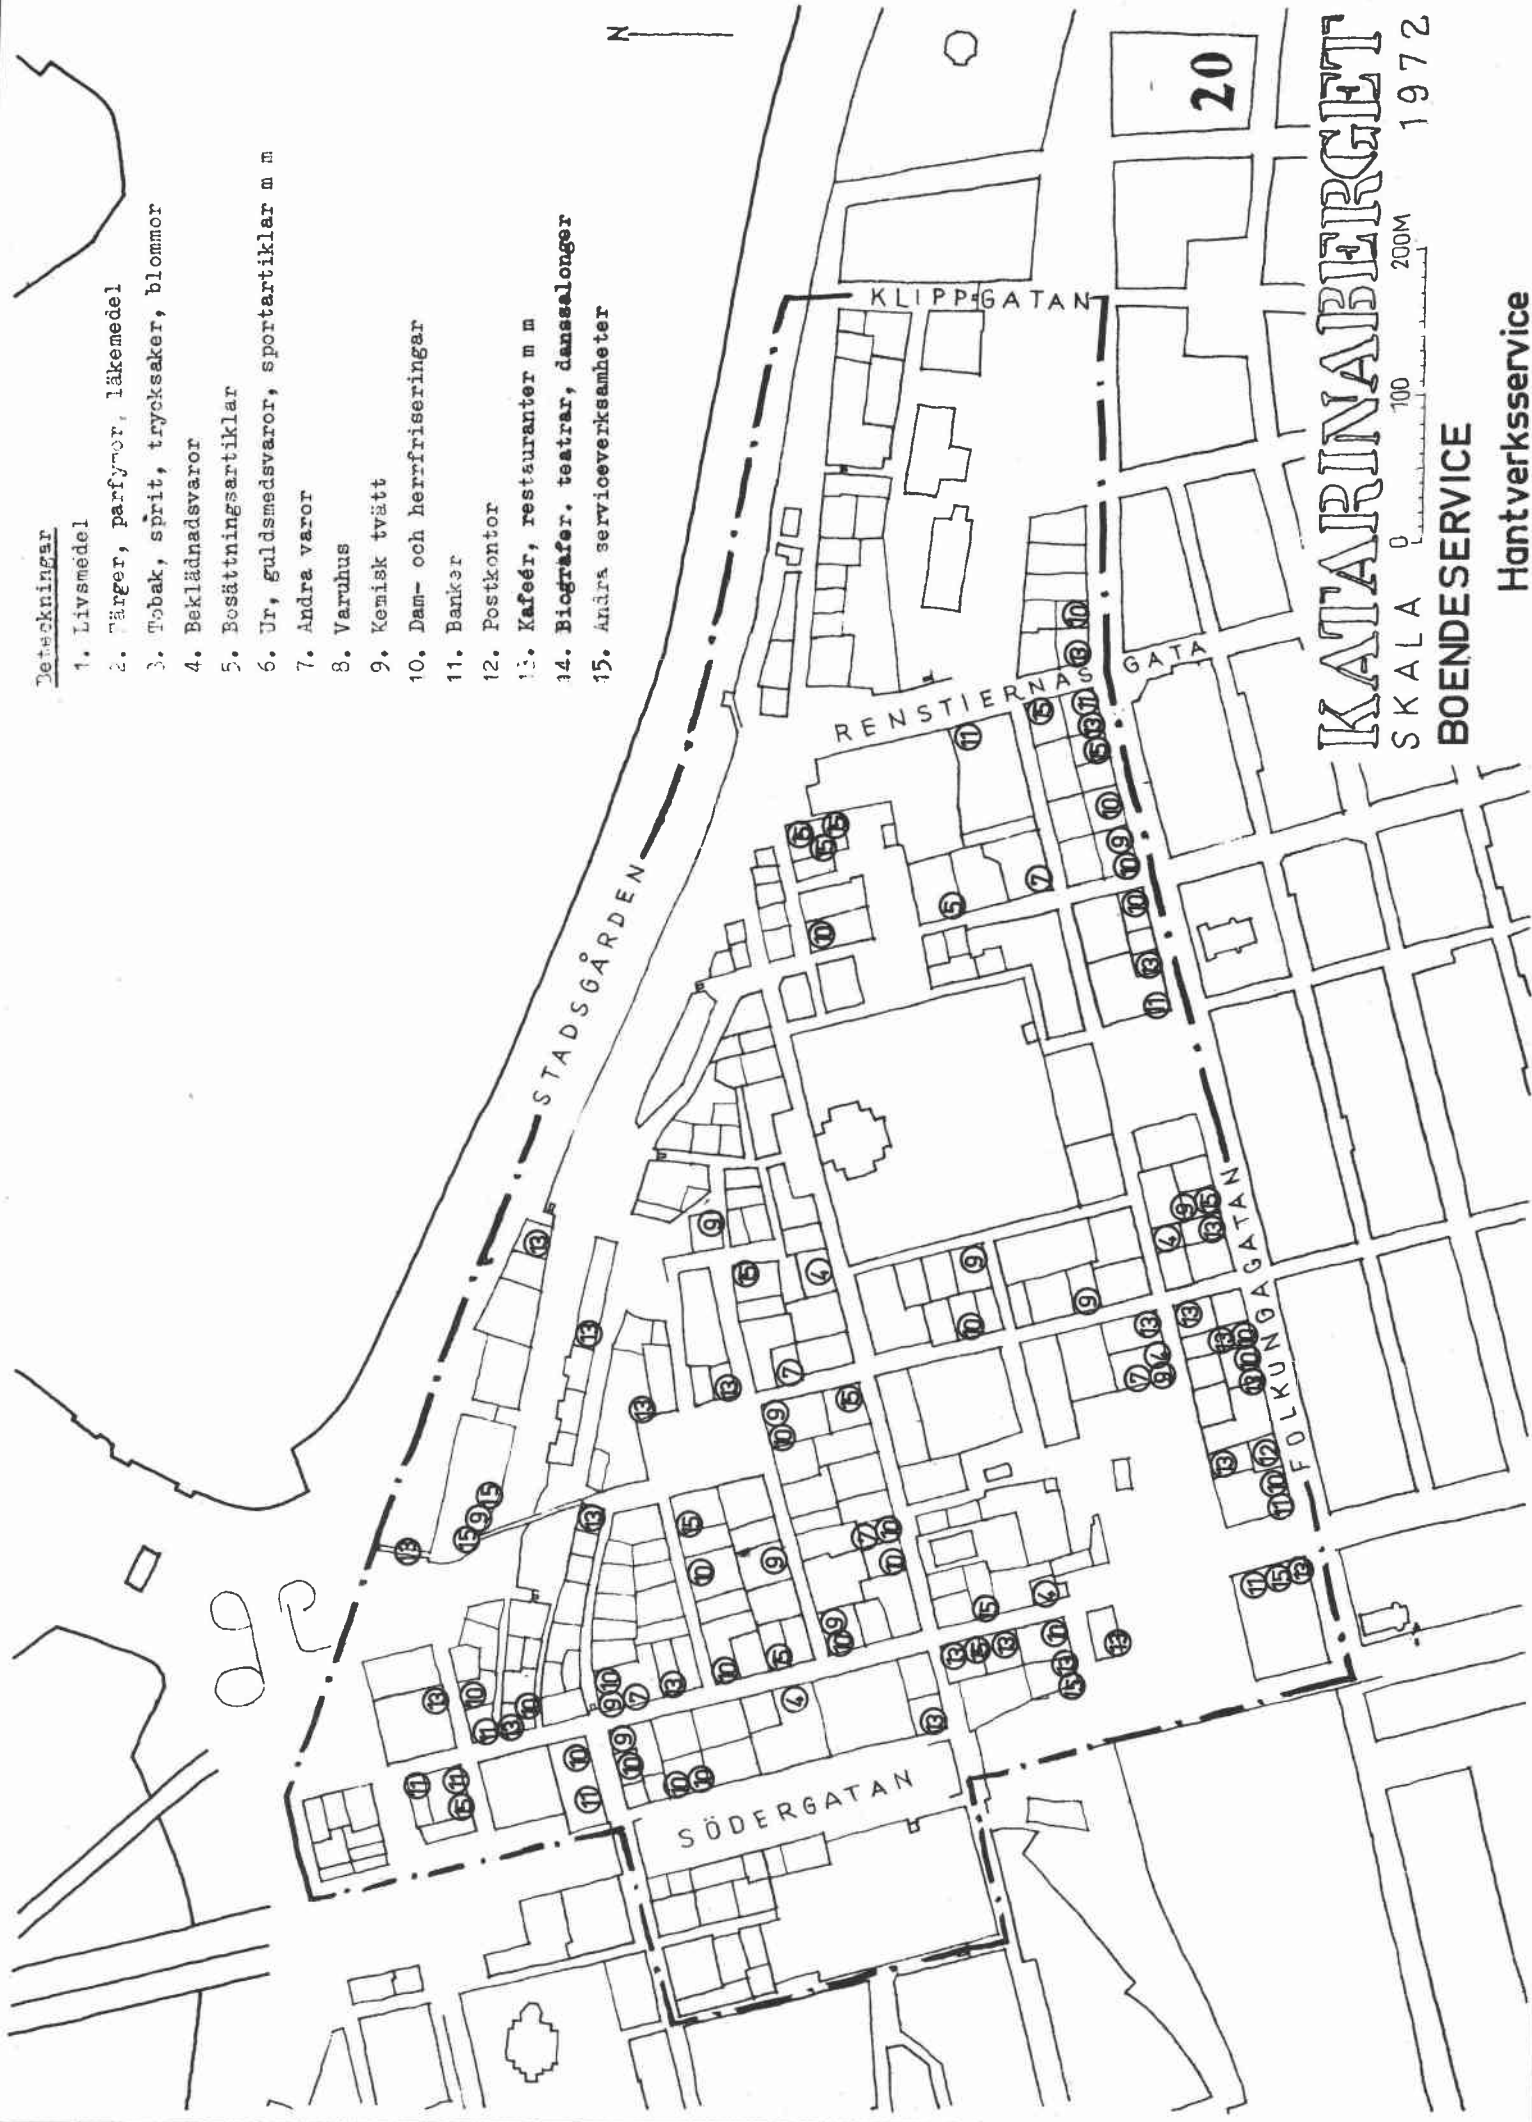 Beteckningar
1. Livsmedel
2. Färger, parfymer, läkemedel
3. Tobak, sprit, trycksaker, blommor
4. Beklädnadsvaror
5. Bosättningsartiklar
6. Ur, guldsmedsvaror, sportartiklar m m
7. Andra varor
8. Varuhus
9. Kemisk tvätt
10. Dam- och herrfriseringar
11. Banker
12. Postkontor
13. Kafeér, restauranter m m
14. Biografer. teatrar, danssalonger
15. Andra serviceverksamheter
N
STADSGÅRDEN
KLIPPGATAN
RENSTIERNAS GATA
FOLKUNGAGATAN
SÖDERGATAN
20
KATARINABERGET
SKALA 0 100 200M 1972
BOENDESERVICE
Hantverksservice